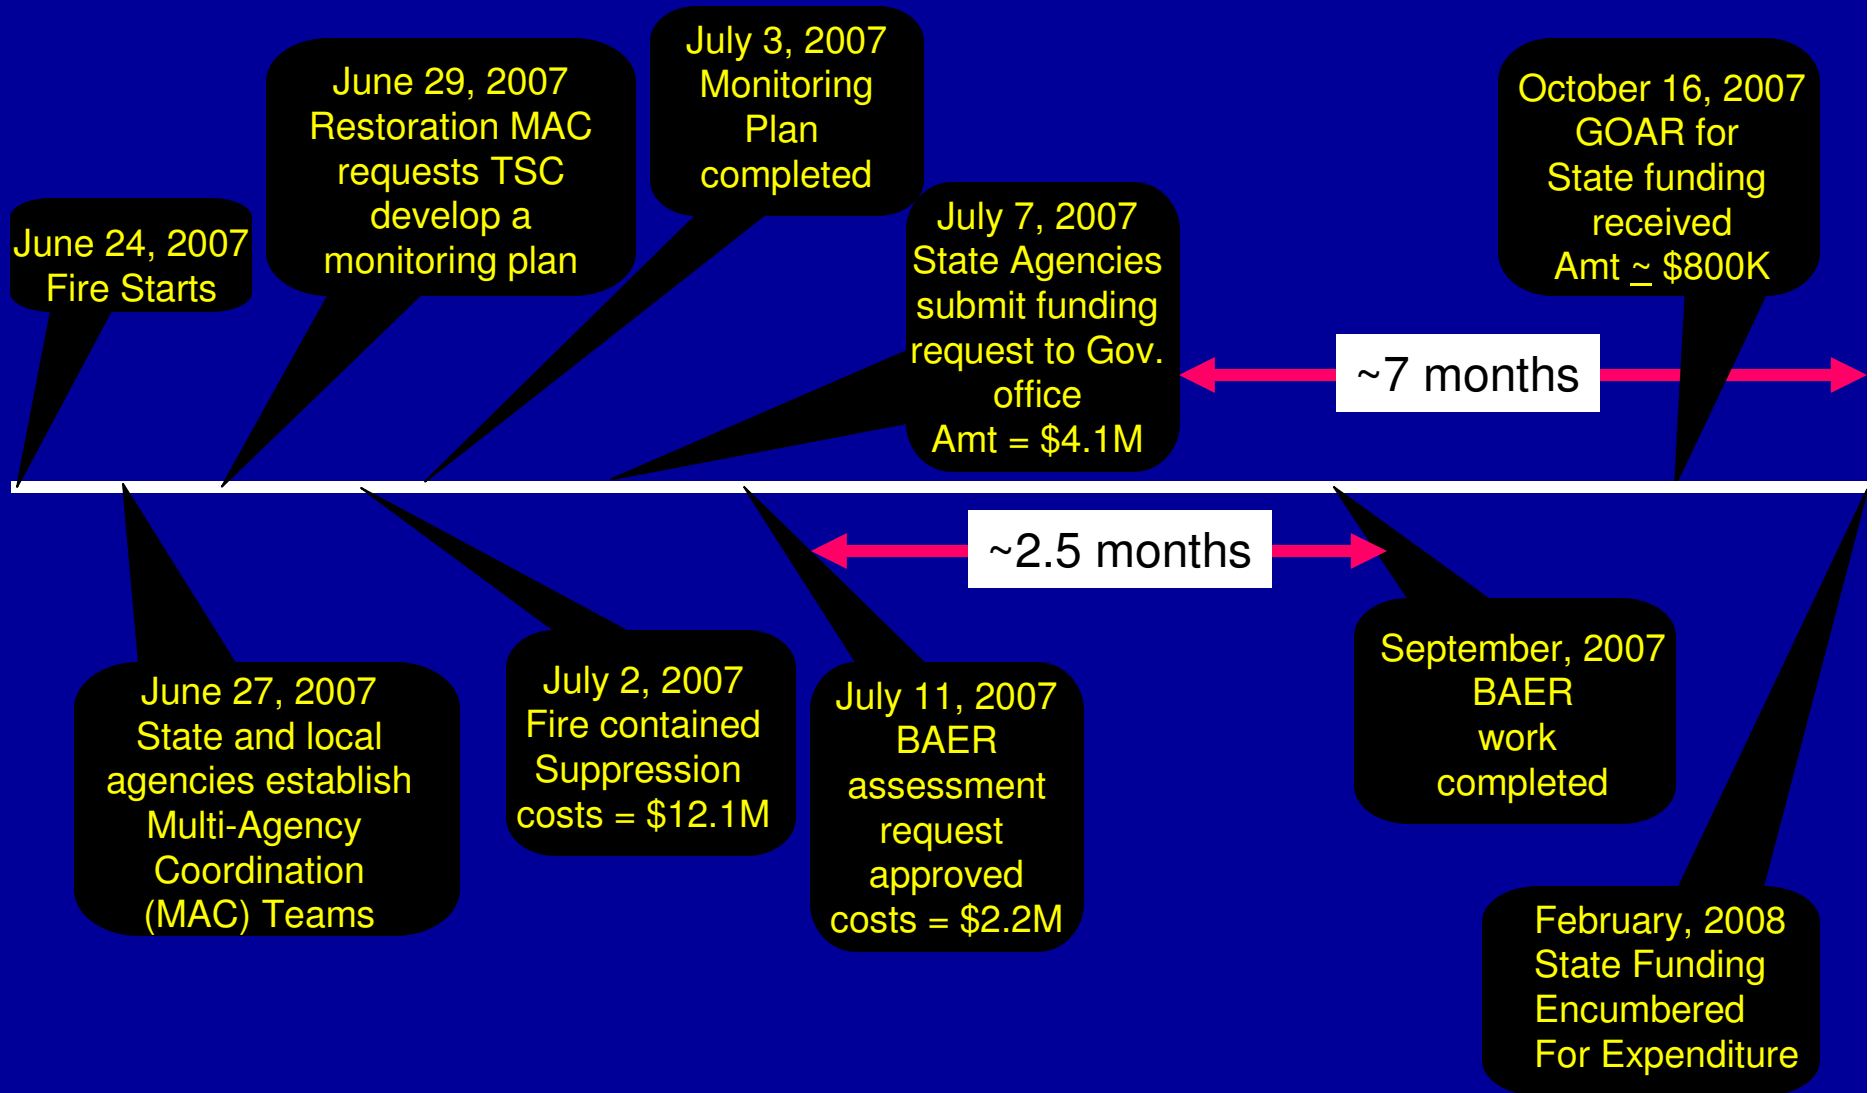 June 24, 2007
Fire Starts
June 29, 2007
Restoration MAC
requests TSC
develop a
monitoring plan
July 3, 2007
Monitoring
Plan
completed
July 7, 2007
State Agencies
submit funding
request to Gov.
office
Amt = $4.1M
October 16, 2007
GOAR for
State funding
received
Amt ~ $800K
~7 months
~2.5 months
June 27, 2007
State and local
agencies establish
Multi-Agency
Coordination
(MAC) Teams
July 2, 2007
Fire contained
Suppression
costs = $12.1M
July 11, 2007
BAER
assessment
request
approved
costs = $2.2M
September, 2007
BAER
work
completed
February, 2008
State Funding
Encumbered
For Expenditure